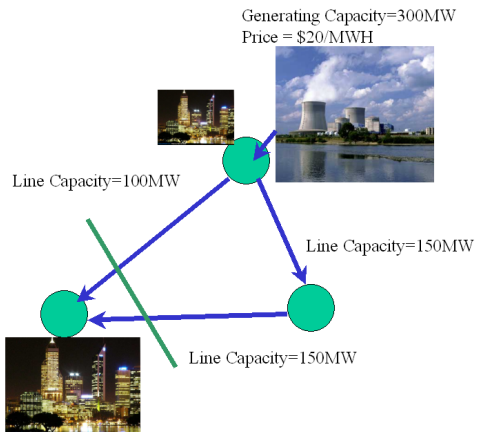 Generating Capacity=300MW
Price = $20/MWH
Line Capacity=100MW
Line Capacity=150MW
Line Capacity=150MW